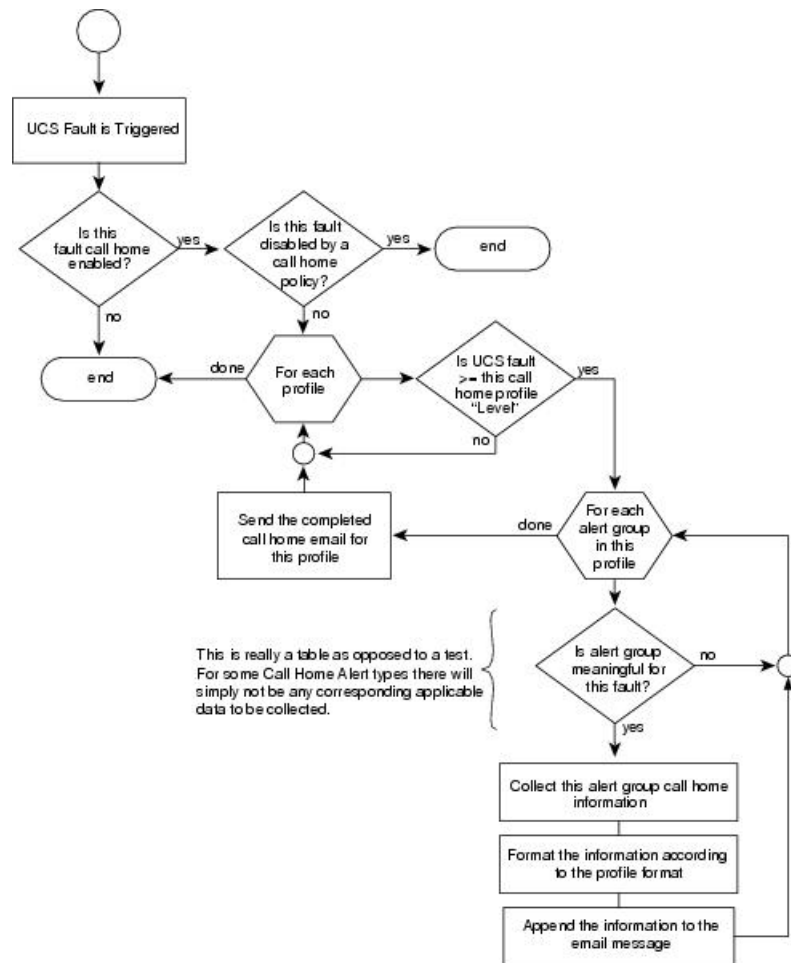 UCS Fault is Triggered
Is this
fault call home
enabled?
yes
Is this fault
disabled by a
call home
policy?
yes
end
no
no
end
done
For each
profile
Is UCS fault
>= this call
home profile
"Level"
yes
no
Send the completed
call home email for
this profile
done
For each
alert group
in this
profile
This is really a table as opposed to a test.
For some Call Home Alert types there will
simply not be any corresponding applicable
data to be collected.
Is alert group
meaningful for
this fault?
no
yes
Collect this alert group call home
information
Format the information according
to the profile format
Append the information to the
email message